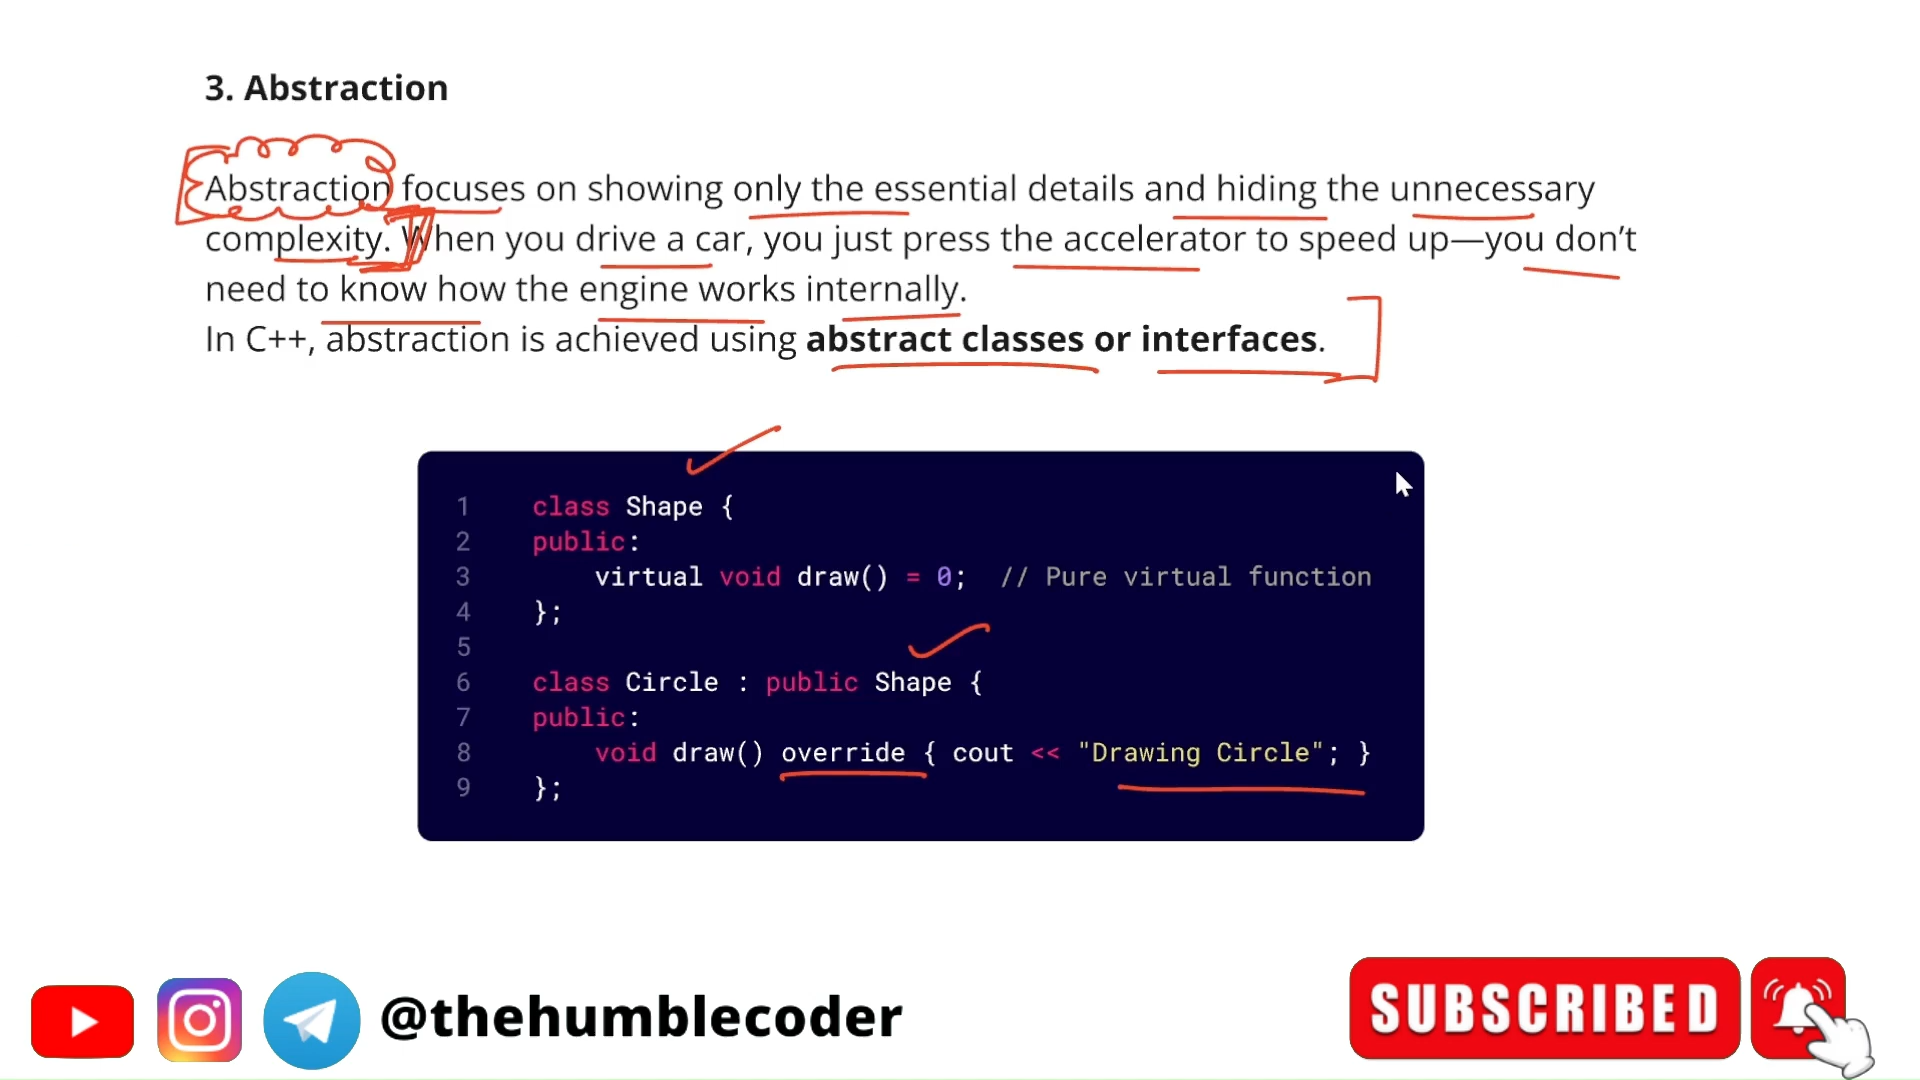 3. Abstraction
Abstraction focuses on showing only the essential details and hiding the unnecessary
complexity. When you drive a car, you just press the accelerator to speed up—you don’t
need to know how the engine works internally.
In C++, abstraction is achieved using abstract classes or interfaces.
1 class Shape {
2 public:
3 virtual void draw() = 0; // Pure virtual function
4 };
5
6 class Circle : public Shape {
7 public:
8 void draw() override { cout << "Drawing Circle"; }
9 };
@thehumblecoder
SUBSCRIBED